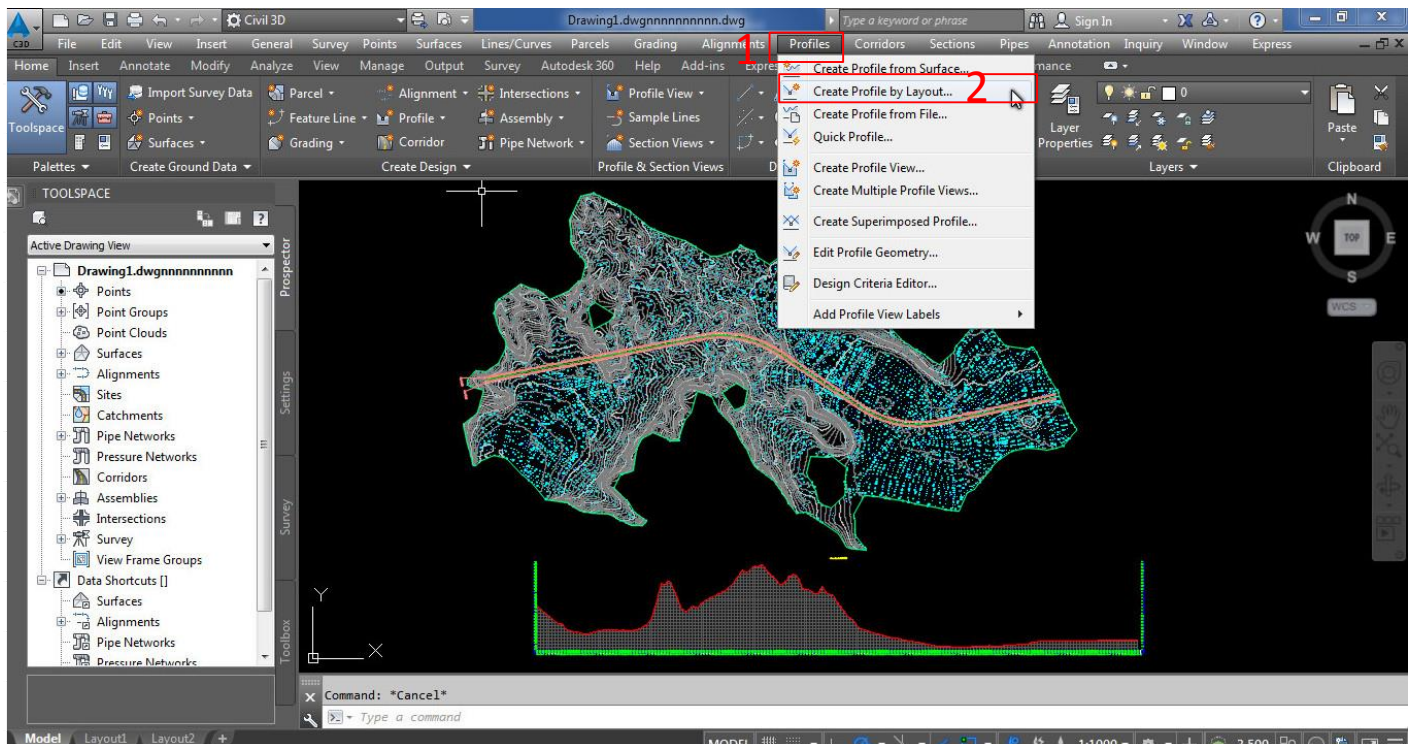 Civil 3D Drawing1.dwgnnnnnnnnnn.dwg Type a keyword or phrase Sign In
C3D File Edit View Insert General Survey Points Surfaces Lines/Curves Parcels Grading Alignments 1 Profiles Corridors Sections Pipes Annotation Inquiry Window Express
Home Insert Annotate Modify Analyze View Manage Output Survey Autodesk 360 Help Add-ins
Create Profile from Surface...
Create Profile by Layout... 2
Create Profile from File...
Quick Profile...
Create Profile View...
Create Multiple Profile Views...
Create Superimposed Profile...
Edit Profile Geometry...
Design Criteria Editor...
Add Profile View Labels
Toolspace
Import Survey Data
Points
Surfaces
Parcel
Feature Line
Grading
Alignment
Profile
Corridor
Intersections
Assembly
Pipe Network
Profile View
Sample Lines
Section Views
Layer Properties
0
Paste
Palettes Create Ground Data Create Design Profile & Section Views Layers Clipboard
TOOLSPACE
Active Drawing View
Drawing1.dwgnnnnnnnnnn
Points
Point Groups
Point Clouds
Surfaces
Alignments
Sites
Catchments
Pipe Networks
Pressure Networks
Corridors
Assemblies
Intersections
Survey
View Frame Groups
Data Shortcuts []
Surfaces
Alignments
Pipe Networks
Pressure Networks
Prospector
Settings
Survey
Toolbox
N
W TOP E
S
WCS
Y
X
Command: *Cancel*
Type a command
Model Layout1 Layout2 + MODEL 1:1000 3.500